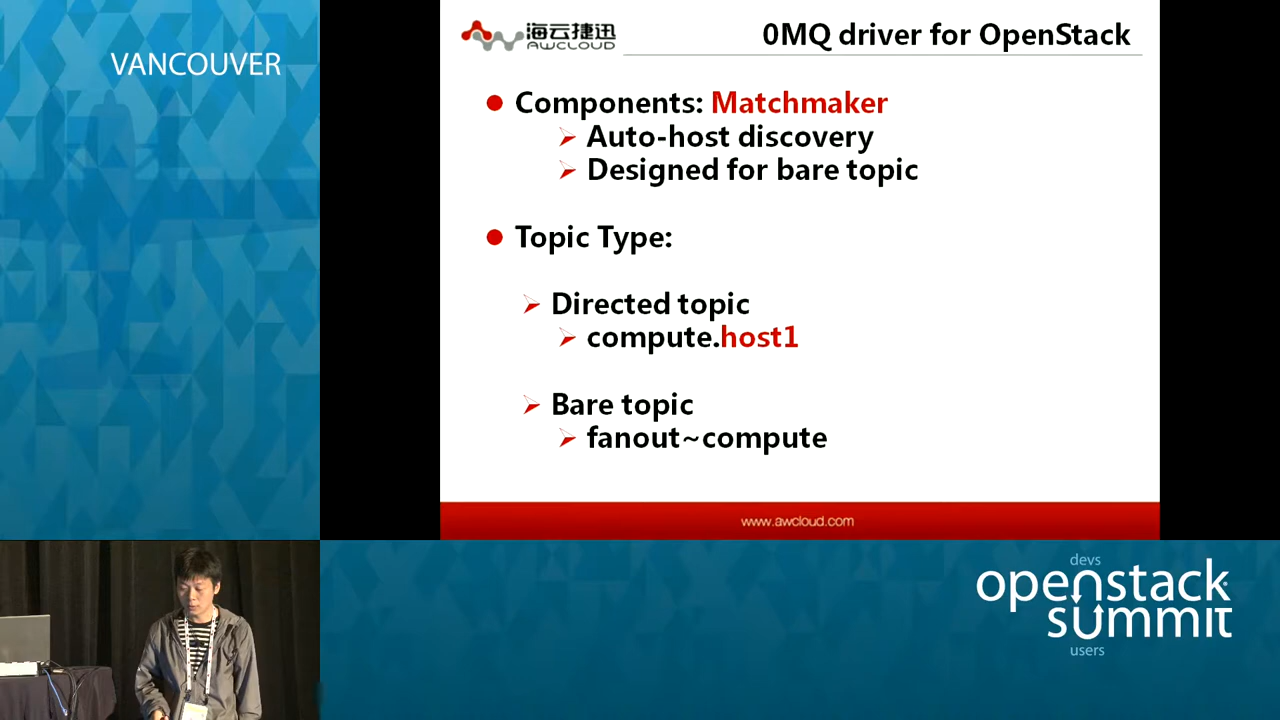 VANCOUVER
海云捷迅
AWCLOUD
0MQ driver for OpenStack
Components: Matchmaker
Auto-host discovery
Designed for bare topic
Topic Type:
Directed topic
compute.host1
Bare topic
fanout~compute
www.awcloud.com
devs
openstack
summit
users